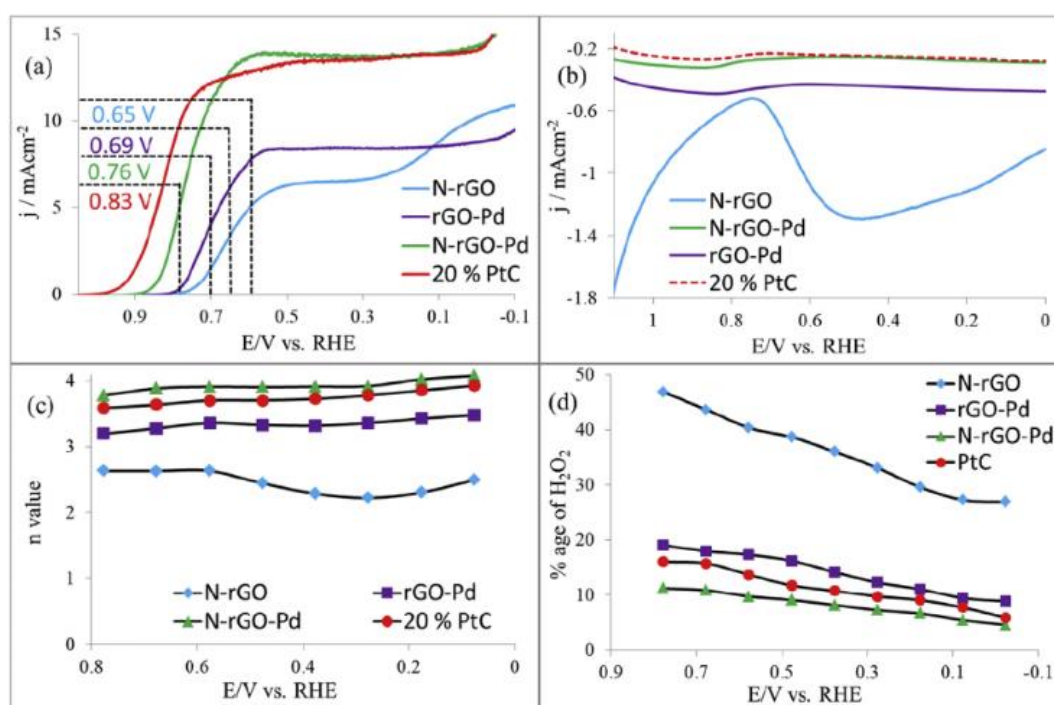 (a)
j / mAcm⁻²
15
10
5
0
0.65 V
0.69 V
0.76 V
0.83 V
N-rGO
rGO-Pd
N-rGO-Pd
20 % PtC
0.9 0.7 0.5 0.3 0.1 -0.1
E/V vs. RHE
(b)
j / mAcm⁻²
-0.2
-0.6
-1
-1.4
-1.8
N-rGO
N-rGO-Pd
rGO-Pd
20 % PtC
1 0.8 0.6 0.4 0.2 0
E/V vs. RHE
(c)
n value
4
3
2
1
0
N-rGO rGO-Pd
N-rGO-Pd 20 % PtC
0.8 0.6 0.4 0.2 0
E/V vs. RHE
(d)
% age of H₂O₂
50
40
30
20
10
0
N-rGO
rGO-Pd
N-rGO-Pd
PtC
0.9 0.7 0.5 0.3 0.1 -0.1
E/V vs. RHE